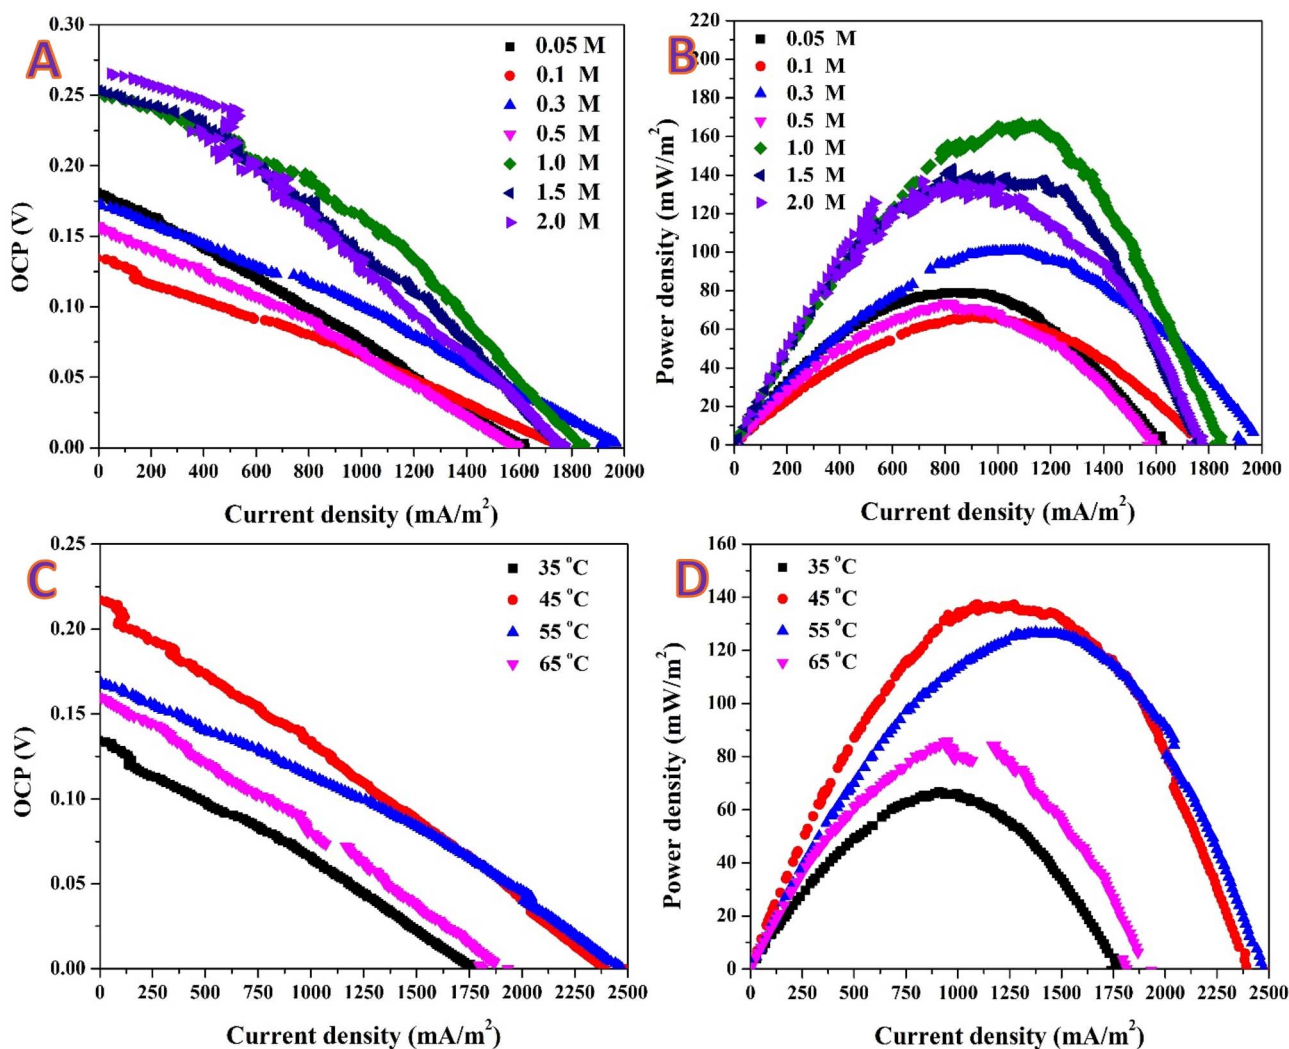 A
0.30
0.25
0.20
0.15
0.10
0.05
0.00
OCP (V)
0.05 M
0.1 M
0.3 M
0.5 M
1.0 M
1.5 M
2.0 M
0 200 400 600 800 1000 1200 1400 1600 1800 2000
Current density (mA/m²)
B
220
200
180
160
140
120
100
80
60
40
20
0
Power density (mW/m²)
0.05 M
0.1 M
0.3 M
0.5 M
1.0 M
1.5 M
2.0 M
0 200 400 600 800 1000 1200 1400 1600 1800 2000
Current density (mA/m²)
C
0.25
0.20
0.15
0.10
0.05
0.00
OCP (V)
35 °C
45 °C
55 °C
65 °C
0 250 500 750 1000 1250 1500 1750 2000 2250 2500
Current density (mA/m²)
D
160
140
120
100
80
60
40
20
0
Power density (mW/m²)
35 °C
45 °C
55 °C
65 °C
0 250 500 750 1000 1250 1500 1750 2000 2250 2500
Current density (mA/m²)